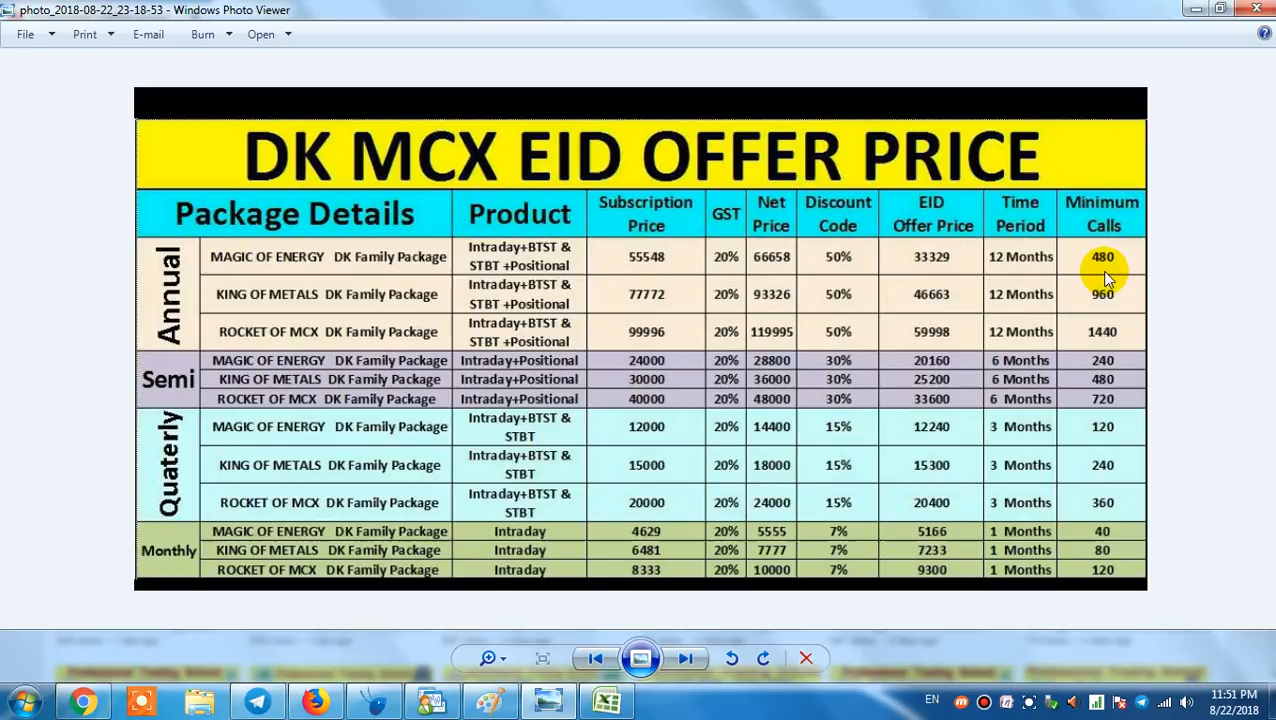 photo_2018-08-22_23-18-53 - Windows Photo Viewer
File Print E-mail Burn Open
DK MCX EID OFFER PRICE
Package Details Product Subscription Price GST Net Price Discount Code EID Offer Price Time Period Minimum Calls
Annual
MAGIC OF ENERGY DK Family Package Intraday+BTST & STBT +Positional 55548 20% 66658 50% 33329 12 Months 480
KING OF METALS DK Family Package Intraday+BTST & STBT +Positional 77772 20% 93326 50% 46663 12 Months 960
ROCKET OF MCX DK Family Package Intraday+BTST & STBT +Positional 99996 20% 119995 50% 59998 12 Months 1440
Semi
MAGIC OF ENERGY DK Family Package Intraday+Positional 24000 20% 28800 30% 20160 6 Months 240
KING OF METALS DK Family Package Intraday+Positional 30000 20% 36000 30% 25200 6 Months 480
ROCKET OF MCX DK Family Package Intraday+Positional 40000 20% 48000 30% 33600 6 Months 720
Quaterly
MAGIC OF ENERGY DK Family Package Intraday+BTST & STBT 12000 20% 14400 15% 12240 3 Months 120
KING OF METALS DK Family Package Intraday+BTST & STBT 15000 20% 18000 15% 15300 3 Months 240
ROCKET OF MCX DK Family Package Intraday+BTST & STBT 20000 20% 24000 15% 20400 3 Months 360
Monthly
MAGIC OF ENERGY DK Family Package Intraday 4629 20% 5555 7% 5166 1 Months 40
KING OF METALS DK Family Package Intraday 6481 20% 7777 7% 7233 1 Months 80
ROCKET OF MCX DK Family Package Intraday 8333 20% 10000 7% 9300 1 Months 120
EN
11:51 PM
8/22/2018